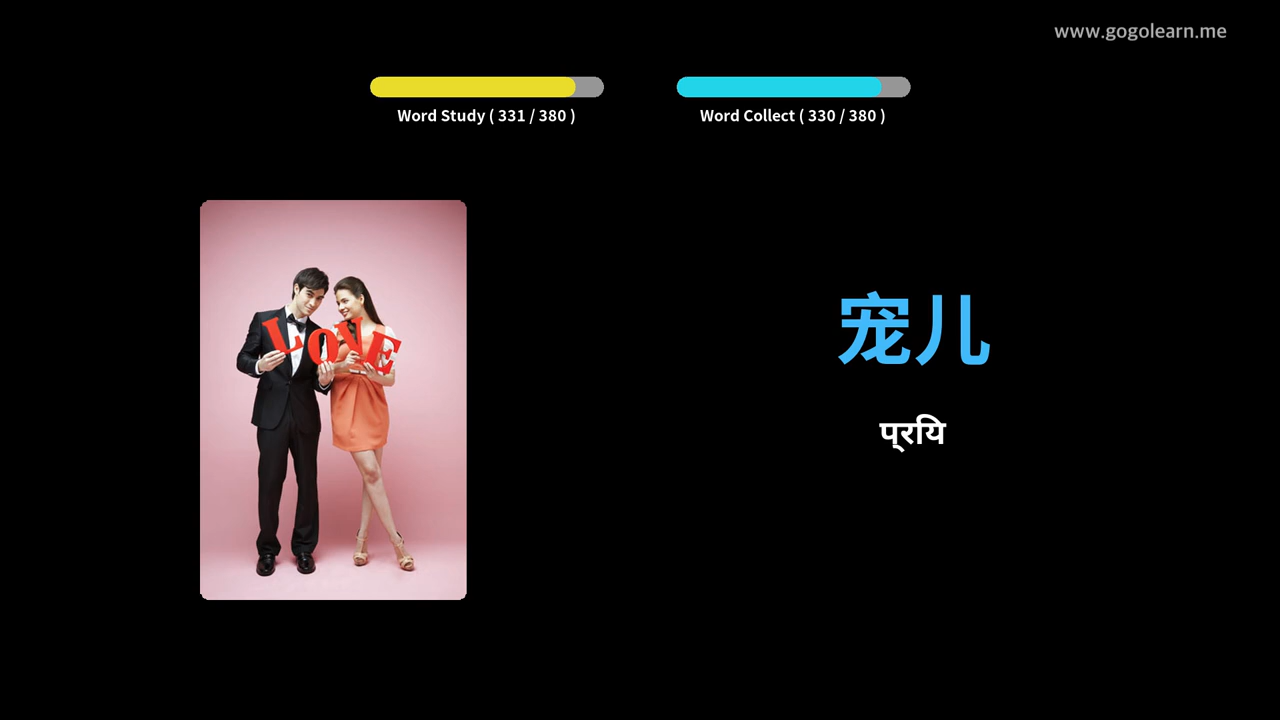 www.gogolearn.me
Word Study ( 331 / 380 )
Word Collect ( 330 / 380 )
LOVE
宠儿
प्रयि